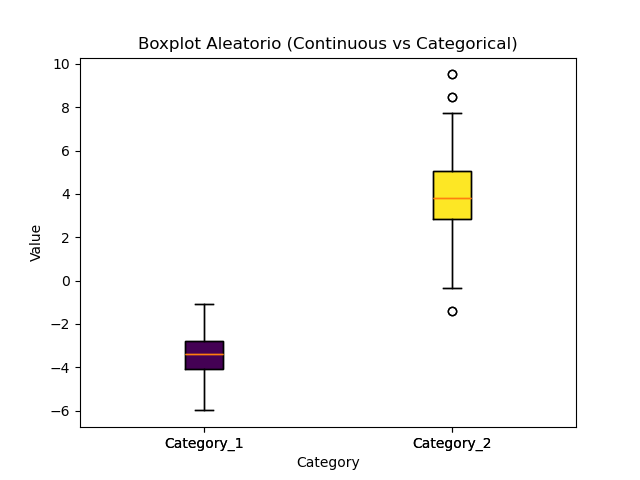 Boxplot Aleatorio (Continuous vs Categorical)
10
8
6
4
2
0
−2
−4
−6
Value
Category_1
Category_2
Category